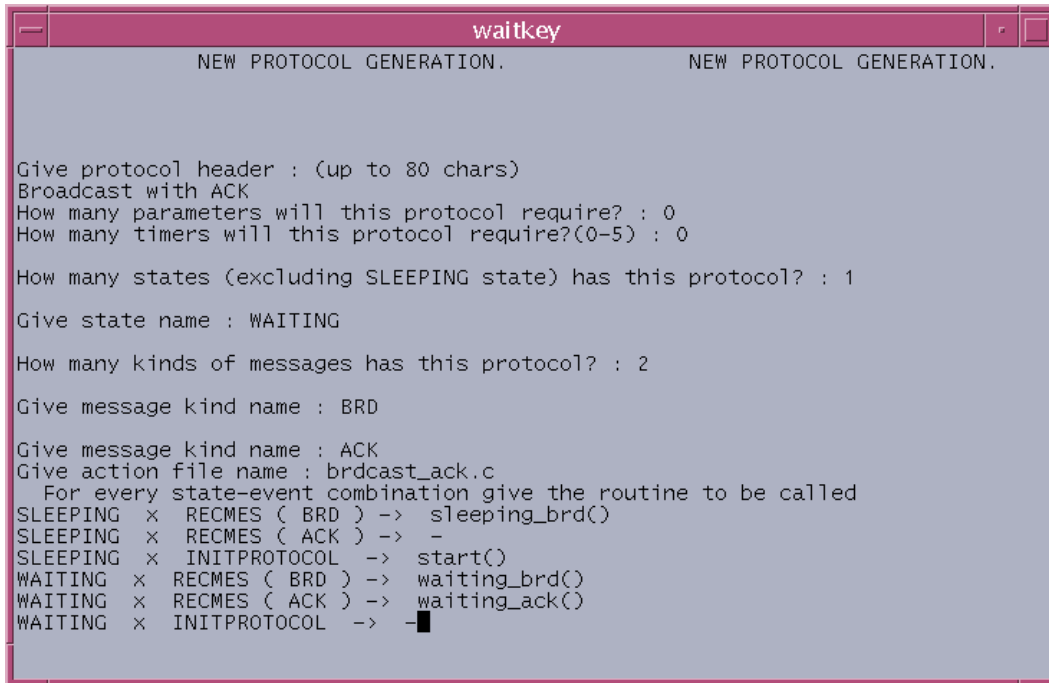 waitkey
NEW PROTOCOL GENERATION. NEW PROTOCOL GENERATION.
Give protocol header : (up to 80 chars)
Broadcast with ACK
How many parameters will this protocol require? : 0
How many timers will this protocol require?(0-5) : 0
How many states (excluding SLEEPING state) has this protocol? : 1
Give state name : WAITING
How many kinds of messages has this protocol? : 2
Give message kind name : BRD
Give message kind name : ACK
Give action file name : brdcast_ack.c
For every state-event combination give the routine to be called
SLEEPING x RECMES ( BRD ) -> sleeping_brd()
SLEEPING x RECMES ( ACK ) -> -
SLEEPING x INITPROTOCOL -> start()
WAITING x RECMES ( BRD ) -> waiting_brd()
WAITING x RECMES ( ACK ) -> waiting_ack()
WAITING x INITPROTOCOL -> -